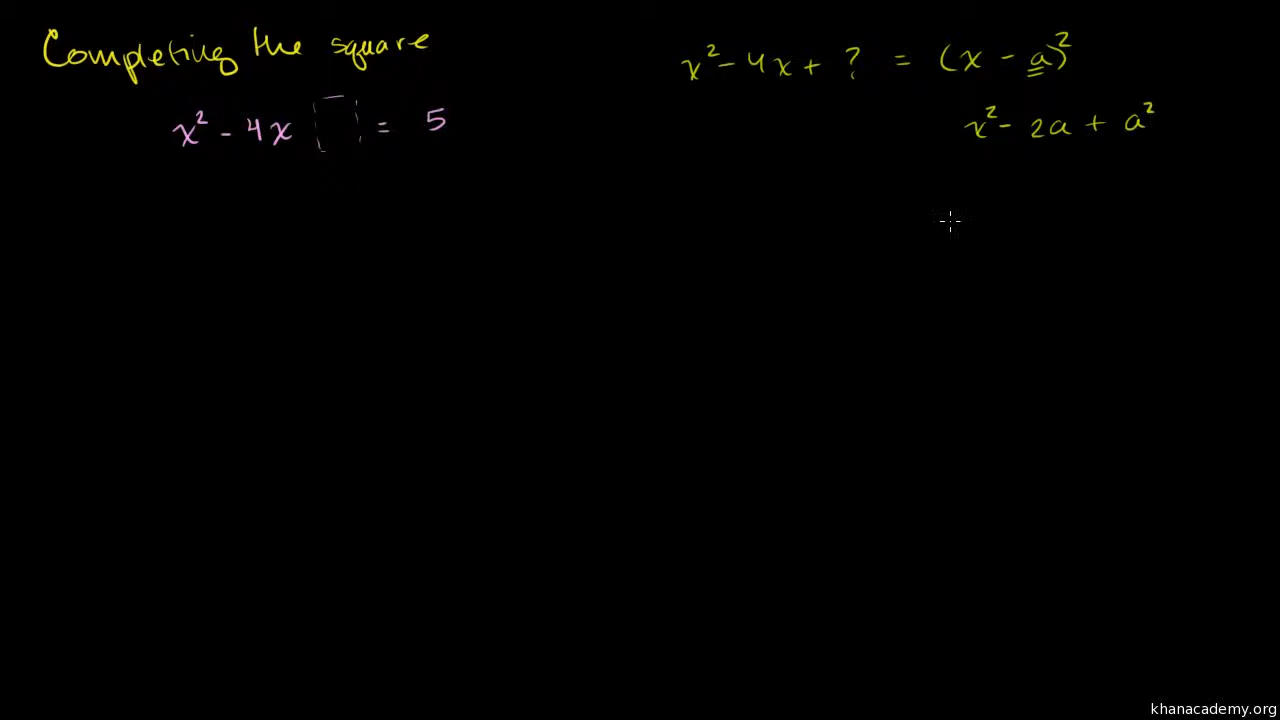 Completing the square
x² - 4x + ? = (x - a)²
x² - 4x = 5
x² - 2a + a²
khanacademy.org